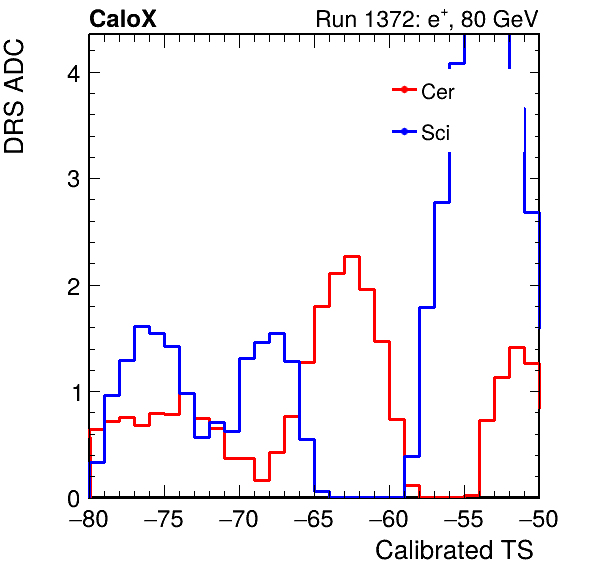 CaloX Run 1372: e⁺, 80 GeV
DRS ADC
4
3
2
1
0
Cer
Sci
−80 −75 −70 −65 −60 −55 −50
Calibrated TS